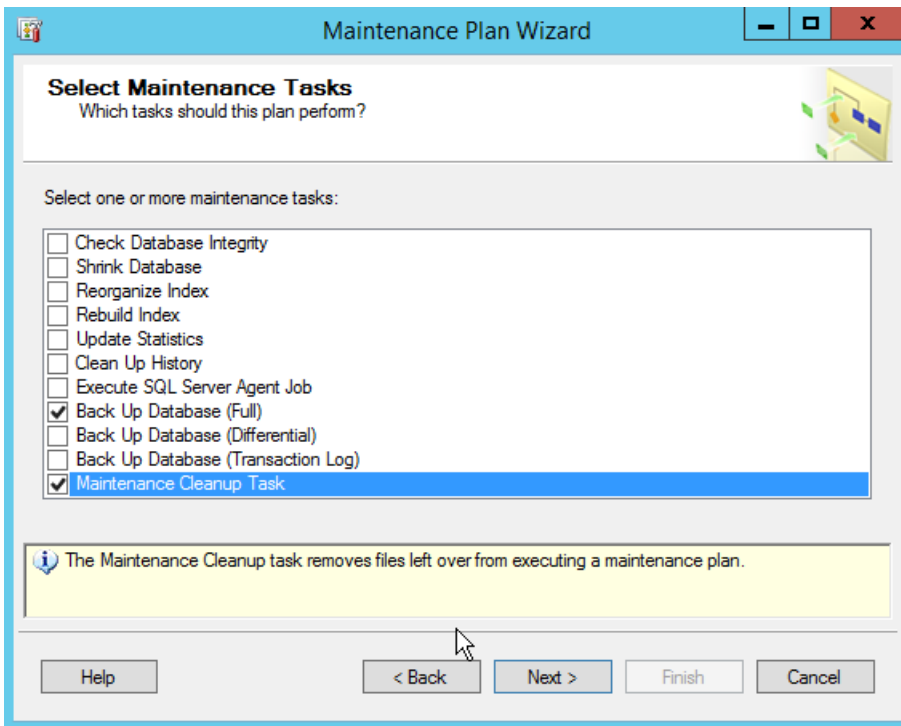 Maintenance Plan Wizard
Select Maintenance Tasks
Which tasks should this plan perform?
Select one or more maintenance tasks:
Check Database Integrity
Shrink Database
Reorganize Index
Rebuild Index
Update Statistics
Clean Up History
Execute SQL Server Agent Job
Back Up Database (Full)
Back Up Database (Differential)
Back Up Database (Transaction Log)
Maintenance Cleanup Task
The Maintenance Cleanup task removes files left over from executing a maintenance plan.
Help < Back Next > Finish Cancel